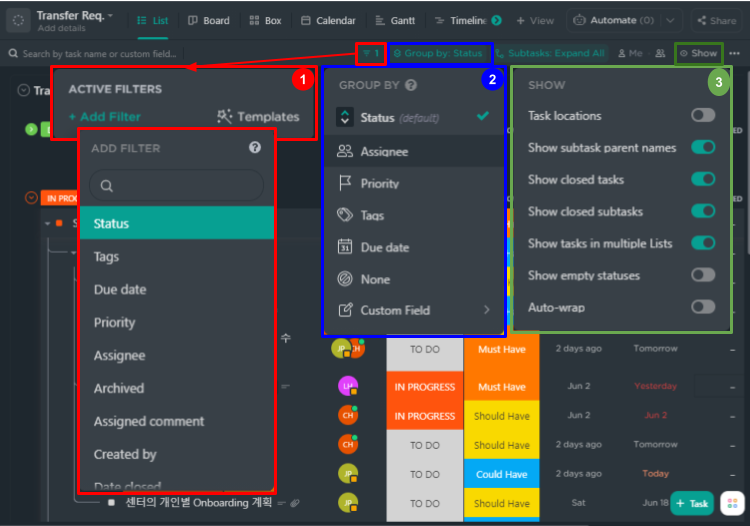 Transfer Req.
Add details
List
Board
Box
Calendar
Gantt
Timeline
+ View
Automate (0)
Share
Search by task name or custom field...
1
Group by: Status
Subtasks: Expand All
Me
Show
ACTIVE FILTERS
1
+ Add Filter
Templates
ADD FILTER
Status
Tags
Due date
Priority
Assignee
Archived
Assigned comment
Created by
Date closed
GROUP BY
2
Status (default)
Assignee
Priority
Tags
31
Due date
None
Custom Field
SHOW
3
Task locations
Show subtask parent names
Show closed tasks
Show closed subtasks
Show tasks in multiple Lists
Show empty statuses
Auto-wrap
Tra
IN PROG
수
JP CH TO DO Must Have 2 days ago Tomorrow –
LH IN PROGRESS Must Have Jun 2 Yesterday –
CH IN PROGRESS Should Have Jun 2 Jun 2 –
CH TO DO Should Have 2 days ago Tomorrow –
JP TO DO Could Have 2 days ago Today –
센터의 개인별 Onboarding 계획 JP TO DO Should Have Sat Jun 18
+ Task